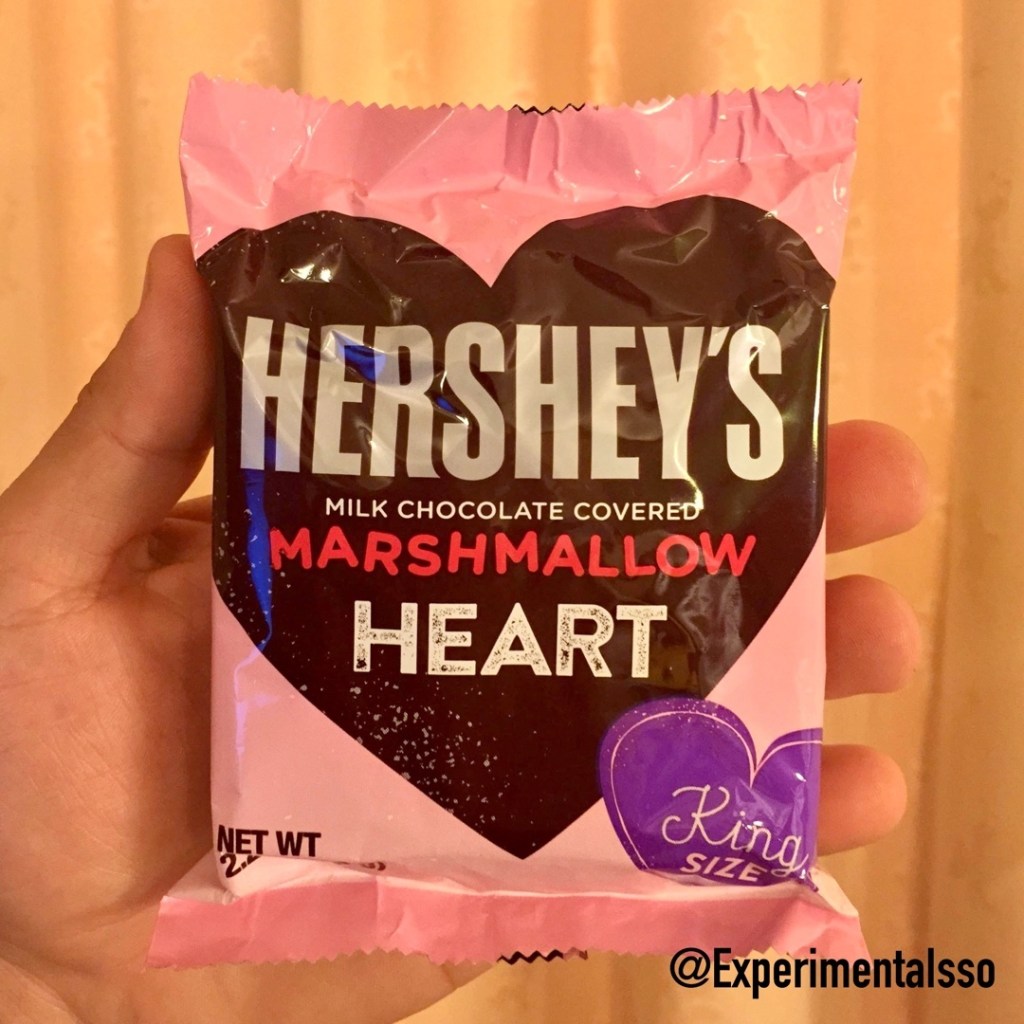 HERSHEY'S
MILK CHOCOLATE COVERED
MARSHMALLOW
HEART
King
SIZE
NET WT
@Experimentalsso